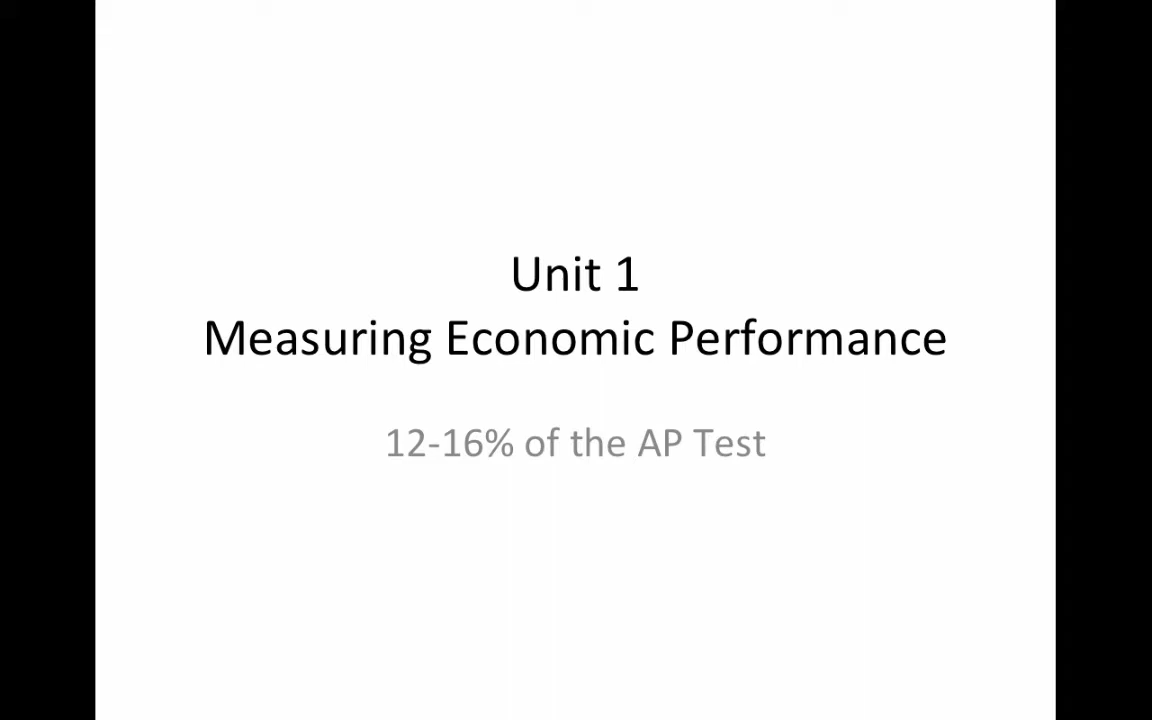 Unit 1
Measuring Economic Performance
12-16% of the AP Test